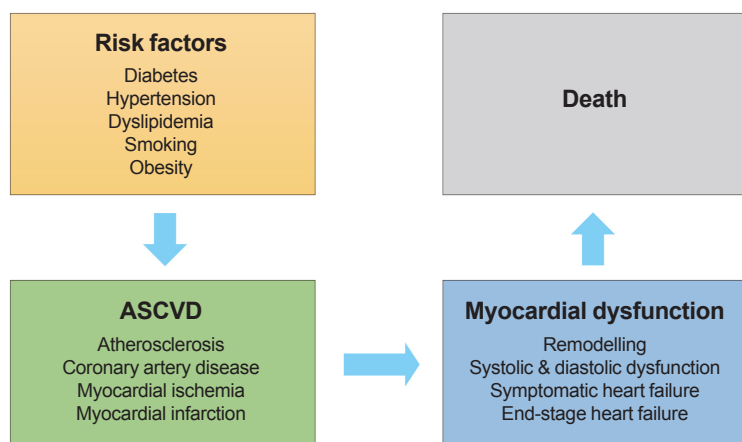 Risk factors
Diabetes
Hypertension
Dyslipidemia
Smoking
Obesity
Death
ASCVD
Atherosclerosis
Coronary artery disease
Myocardial ischemia
Myocardial infarction
Myocardial dysfunction
Remodelling
Systolic & diastolic dysfunction
Symptomatic heart failure
End-stage heart failure